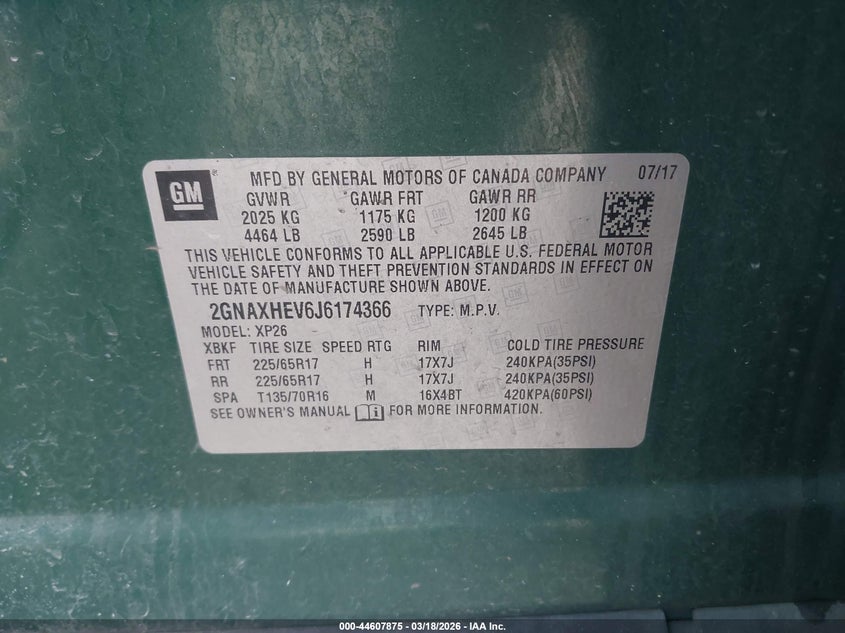 GM
MFD BY GENERAL MOTORS OF CANADA COMPANY 07/17
GVWR GAWR FRT GAWR RR
2025 KG 1175 KG 1200 KG
4464 LB 2590 LB 2645 LB
THIS VEHICLE CONFORMS TO ALL APPLICABLE U.S. FEDERAL MOTOR
VEHICLE SAFETY AND THEFT PREVENTION STANDARDS IN EFFECT ON
THE DATE OF MANUFACTURE SHOWN ABOVE.
2GNAXHEV6J6174366 TYPE: M.P.V.
MODEL: XP26
XBKF TIRE SIZE SPEED RTG RIM COLD TIRE PRESSURE
FRT 225/65R17 H 17X7J 240KPA(35PSI)
RR 225/65R17 H 17X7J 240KPA(35PSI)
SPA T135/70R16 M 16X4BT 420KPA(60PSI)
SEE OWNER'S MANUAL FOR MORE INFORMATION.
000-44607875 — 03/18/2026 — IAA Inc.